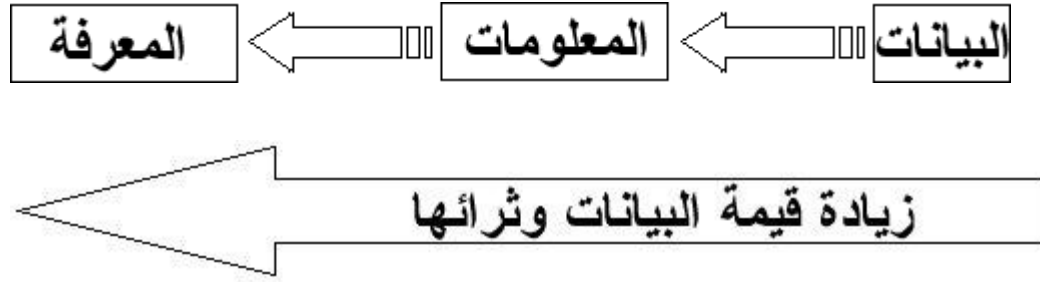 البيانات
المعلومات
المعرفة
زيادة قيمة البيانات وثرائها